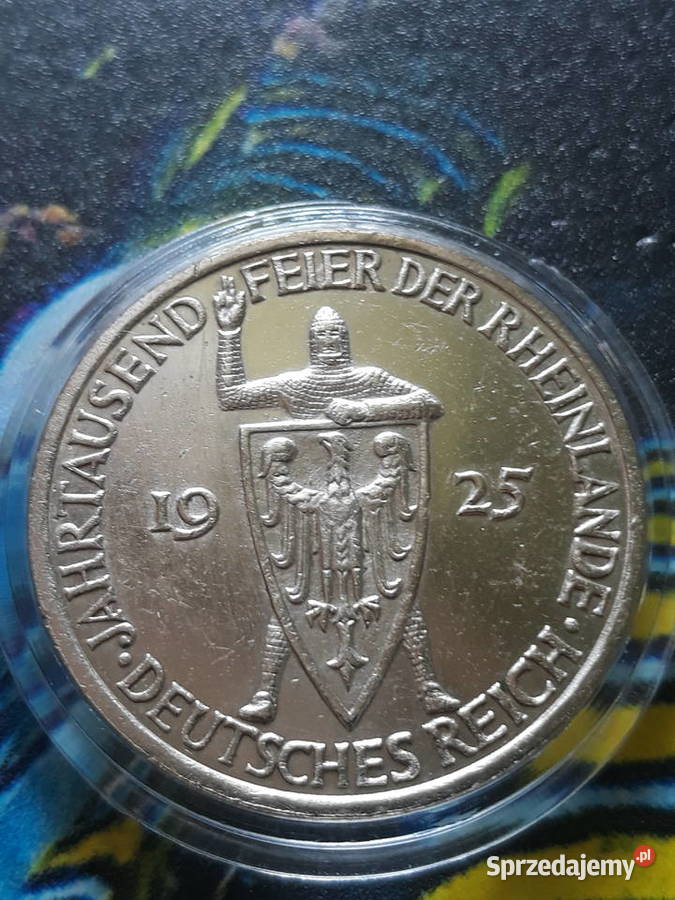 JAHRTAUSEND FEIER DER RHEINLANDE.
19 25
·DEUTSCHES REICH·
Sprzedajemy.pl